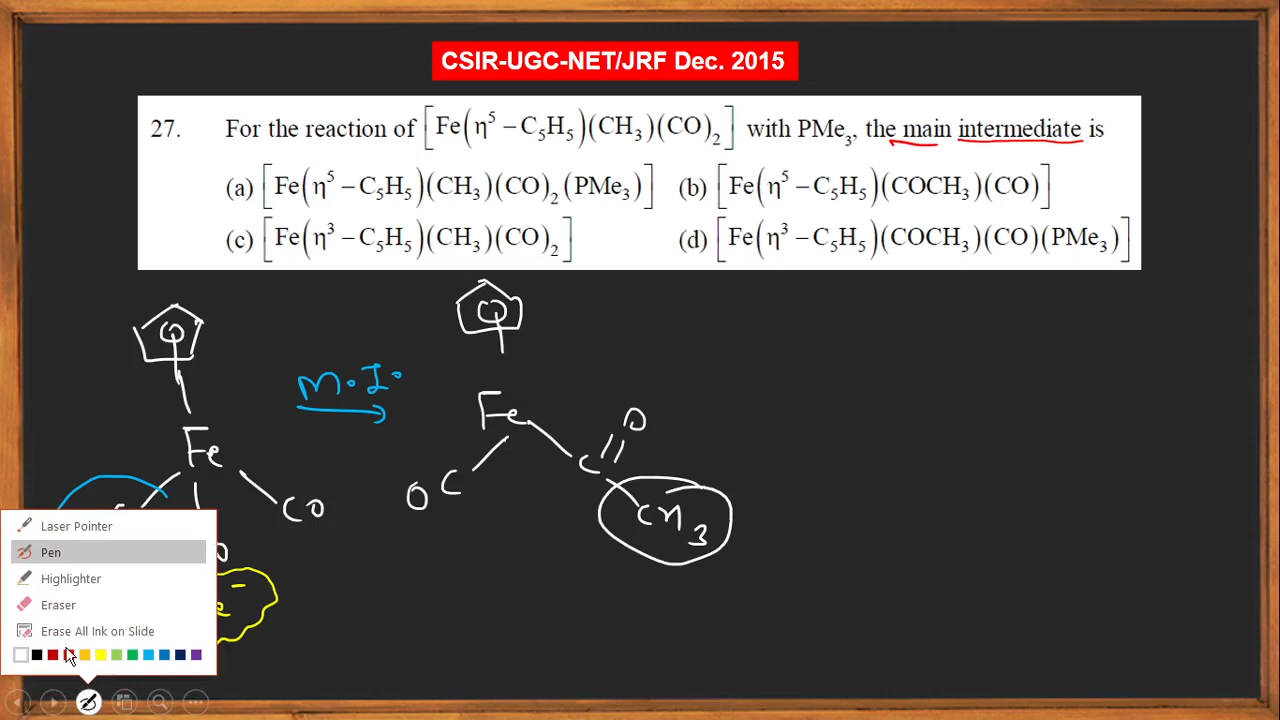 CSIR-UGC-NET/JRF Dec. 2015
27. For the reaction of [Fe(η⁵ − C₅H₅)(CH₃)(CO)₂] with PMe₃, the main intermediate is
(a) [Fe(η⁵ − C₅H₅)(CH₃)(CO)₂(PMe₃)] (b) [Fe(η⁵ − C₅H₅)(COCH₃)(CO)]
(c) [Fe(η³ − C₅H₅)(CH₃)(CO)₂] (d) [Fe(η³ − C₅H₅)(COCH₃)(CO)(PMe₃)]
M.I.
Fe
O
Fe
C
OC
CO
CH₃
Laser Pointer
Pen
Highlighter
Eraser
Erase All Ink on Slide